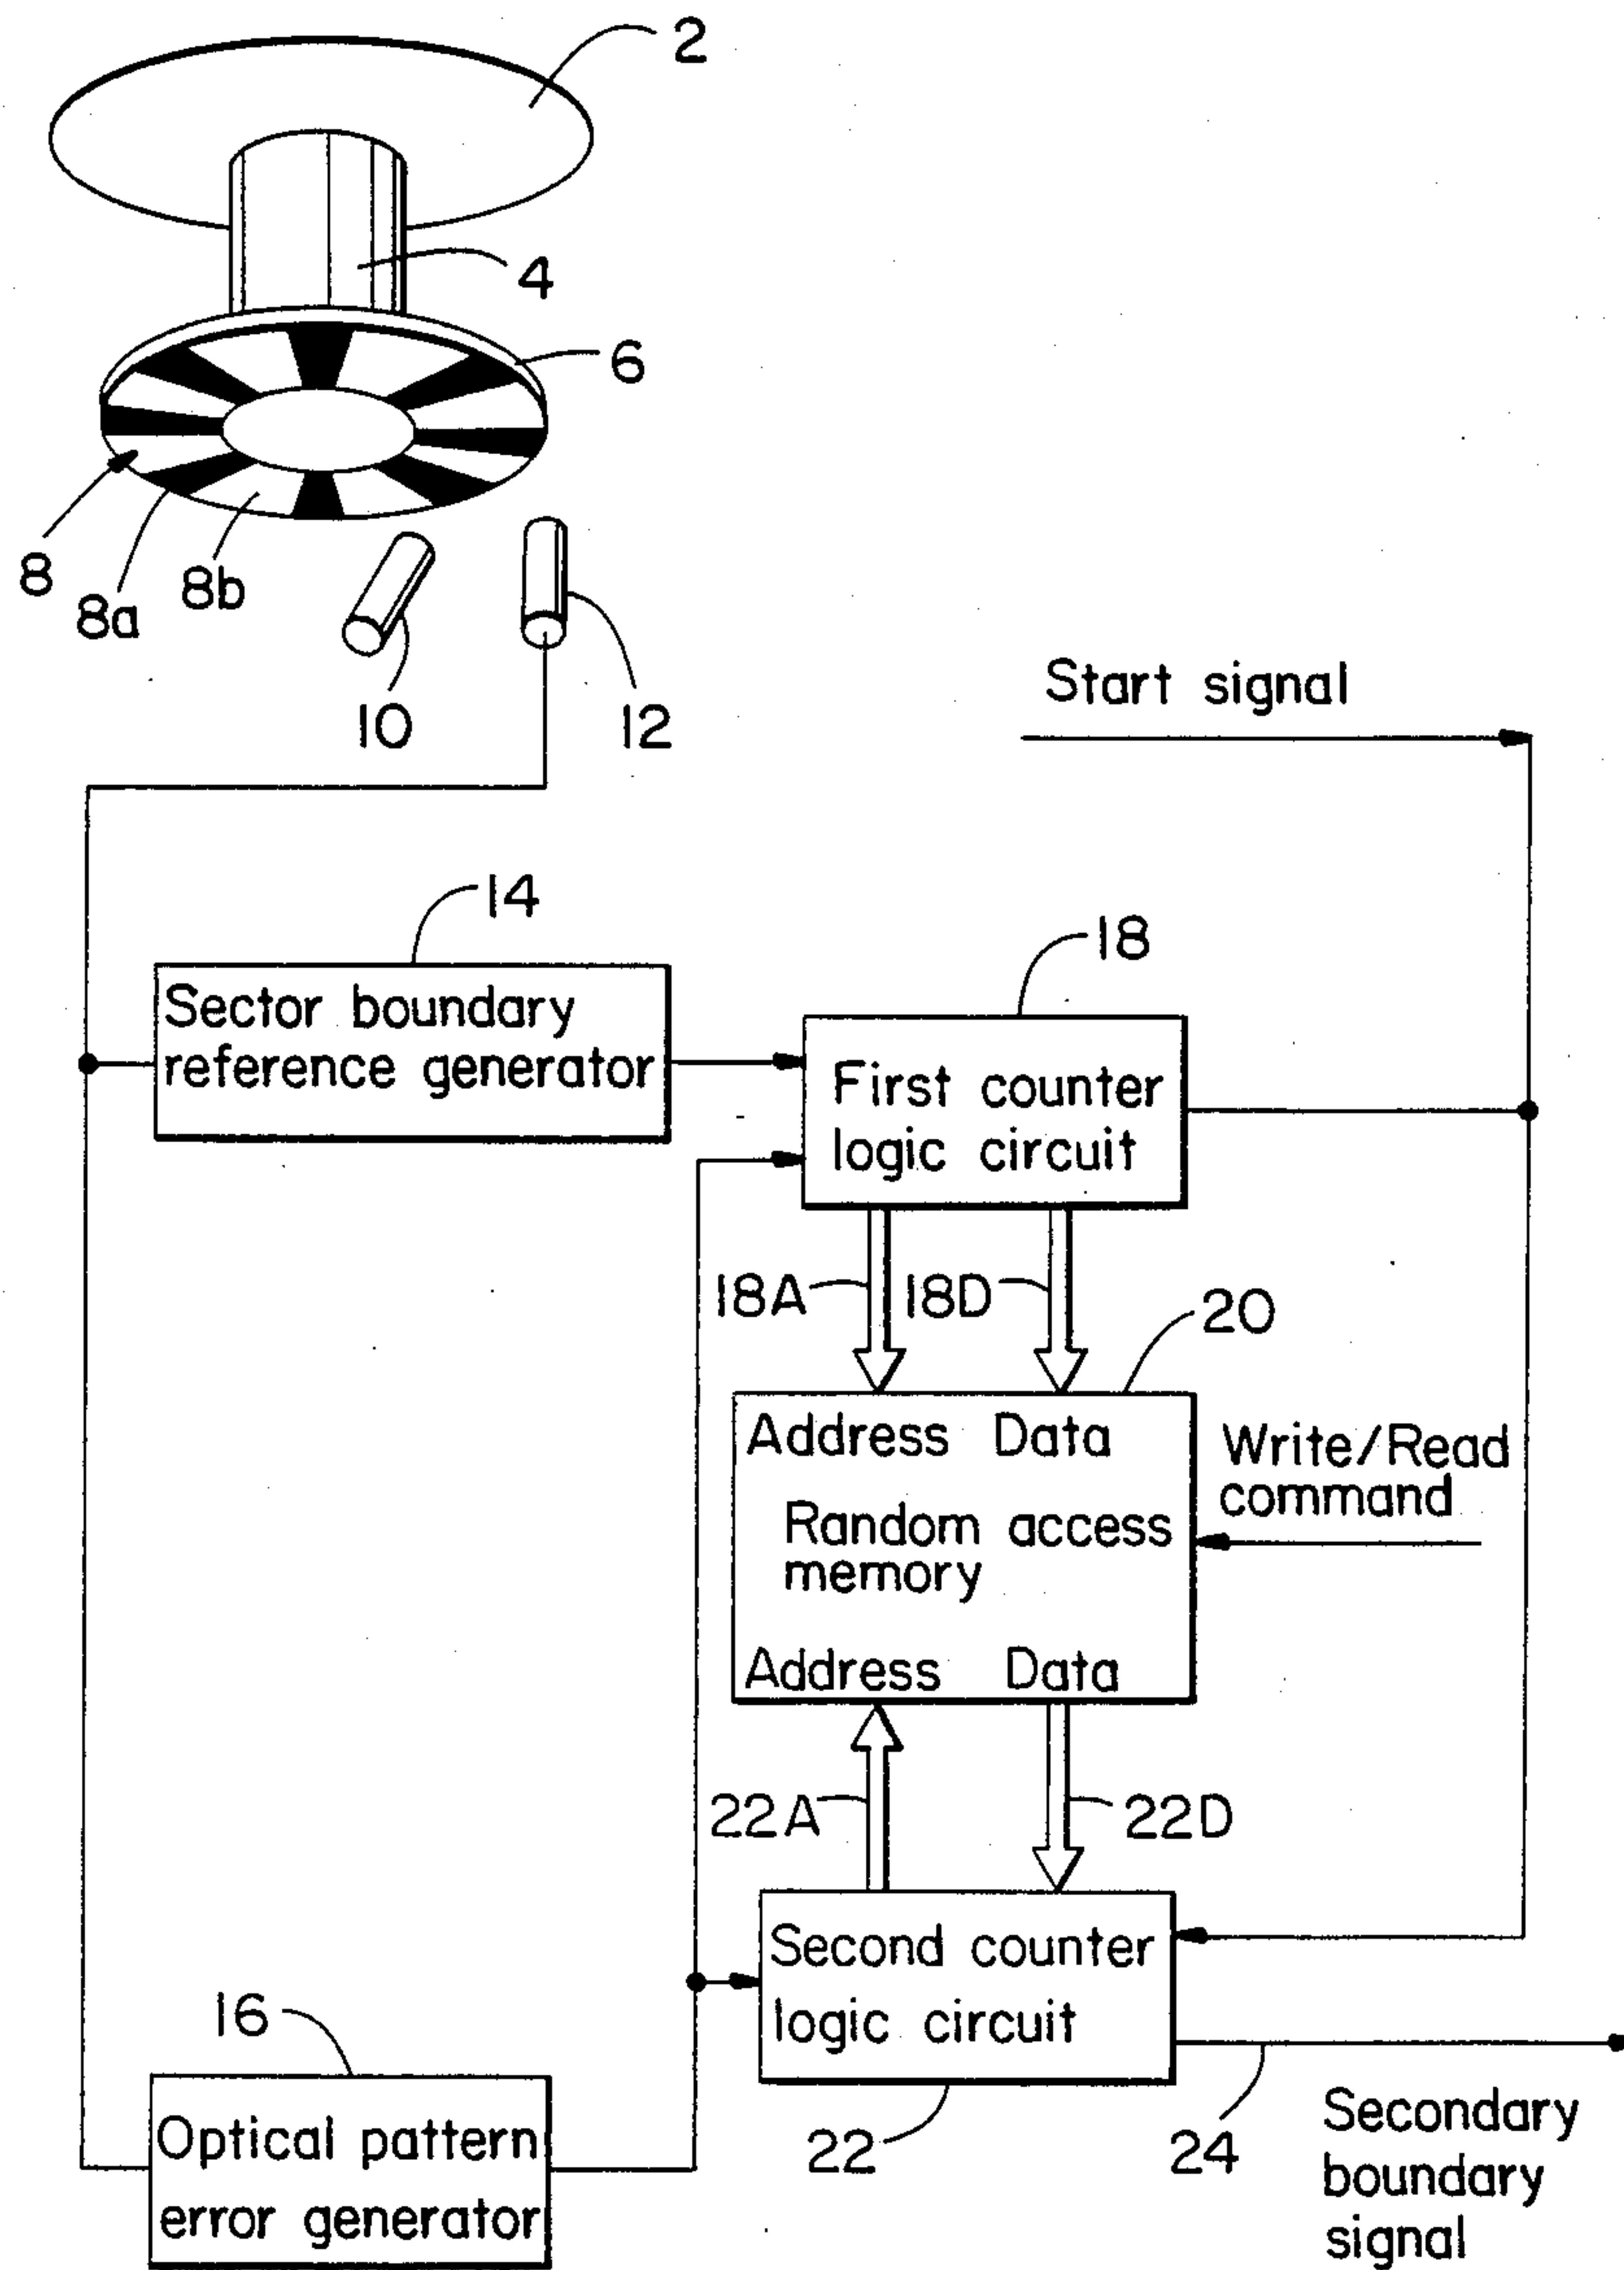 2
4
6
8
8a
8b
10
12
Start signal
14
Sector boundary
reference generator
18
First counter
logic circuit
18A
18D
20
Address Data
Random access
memory
Address Data
Write/Read
command
22A
22D
Second counter
logic circuit
16
Optical pattern
error generator
22
24
Secondary
boundary
signal